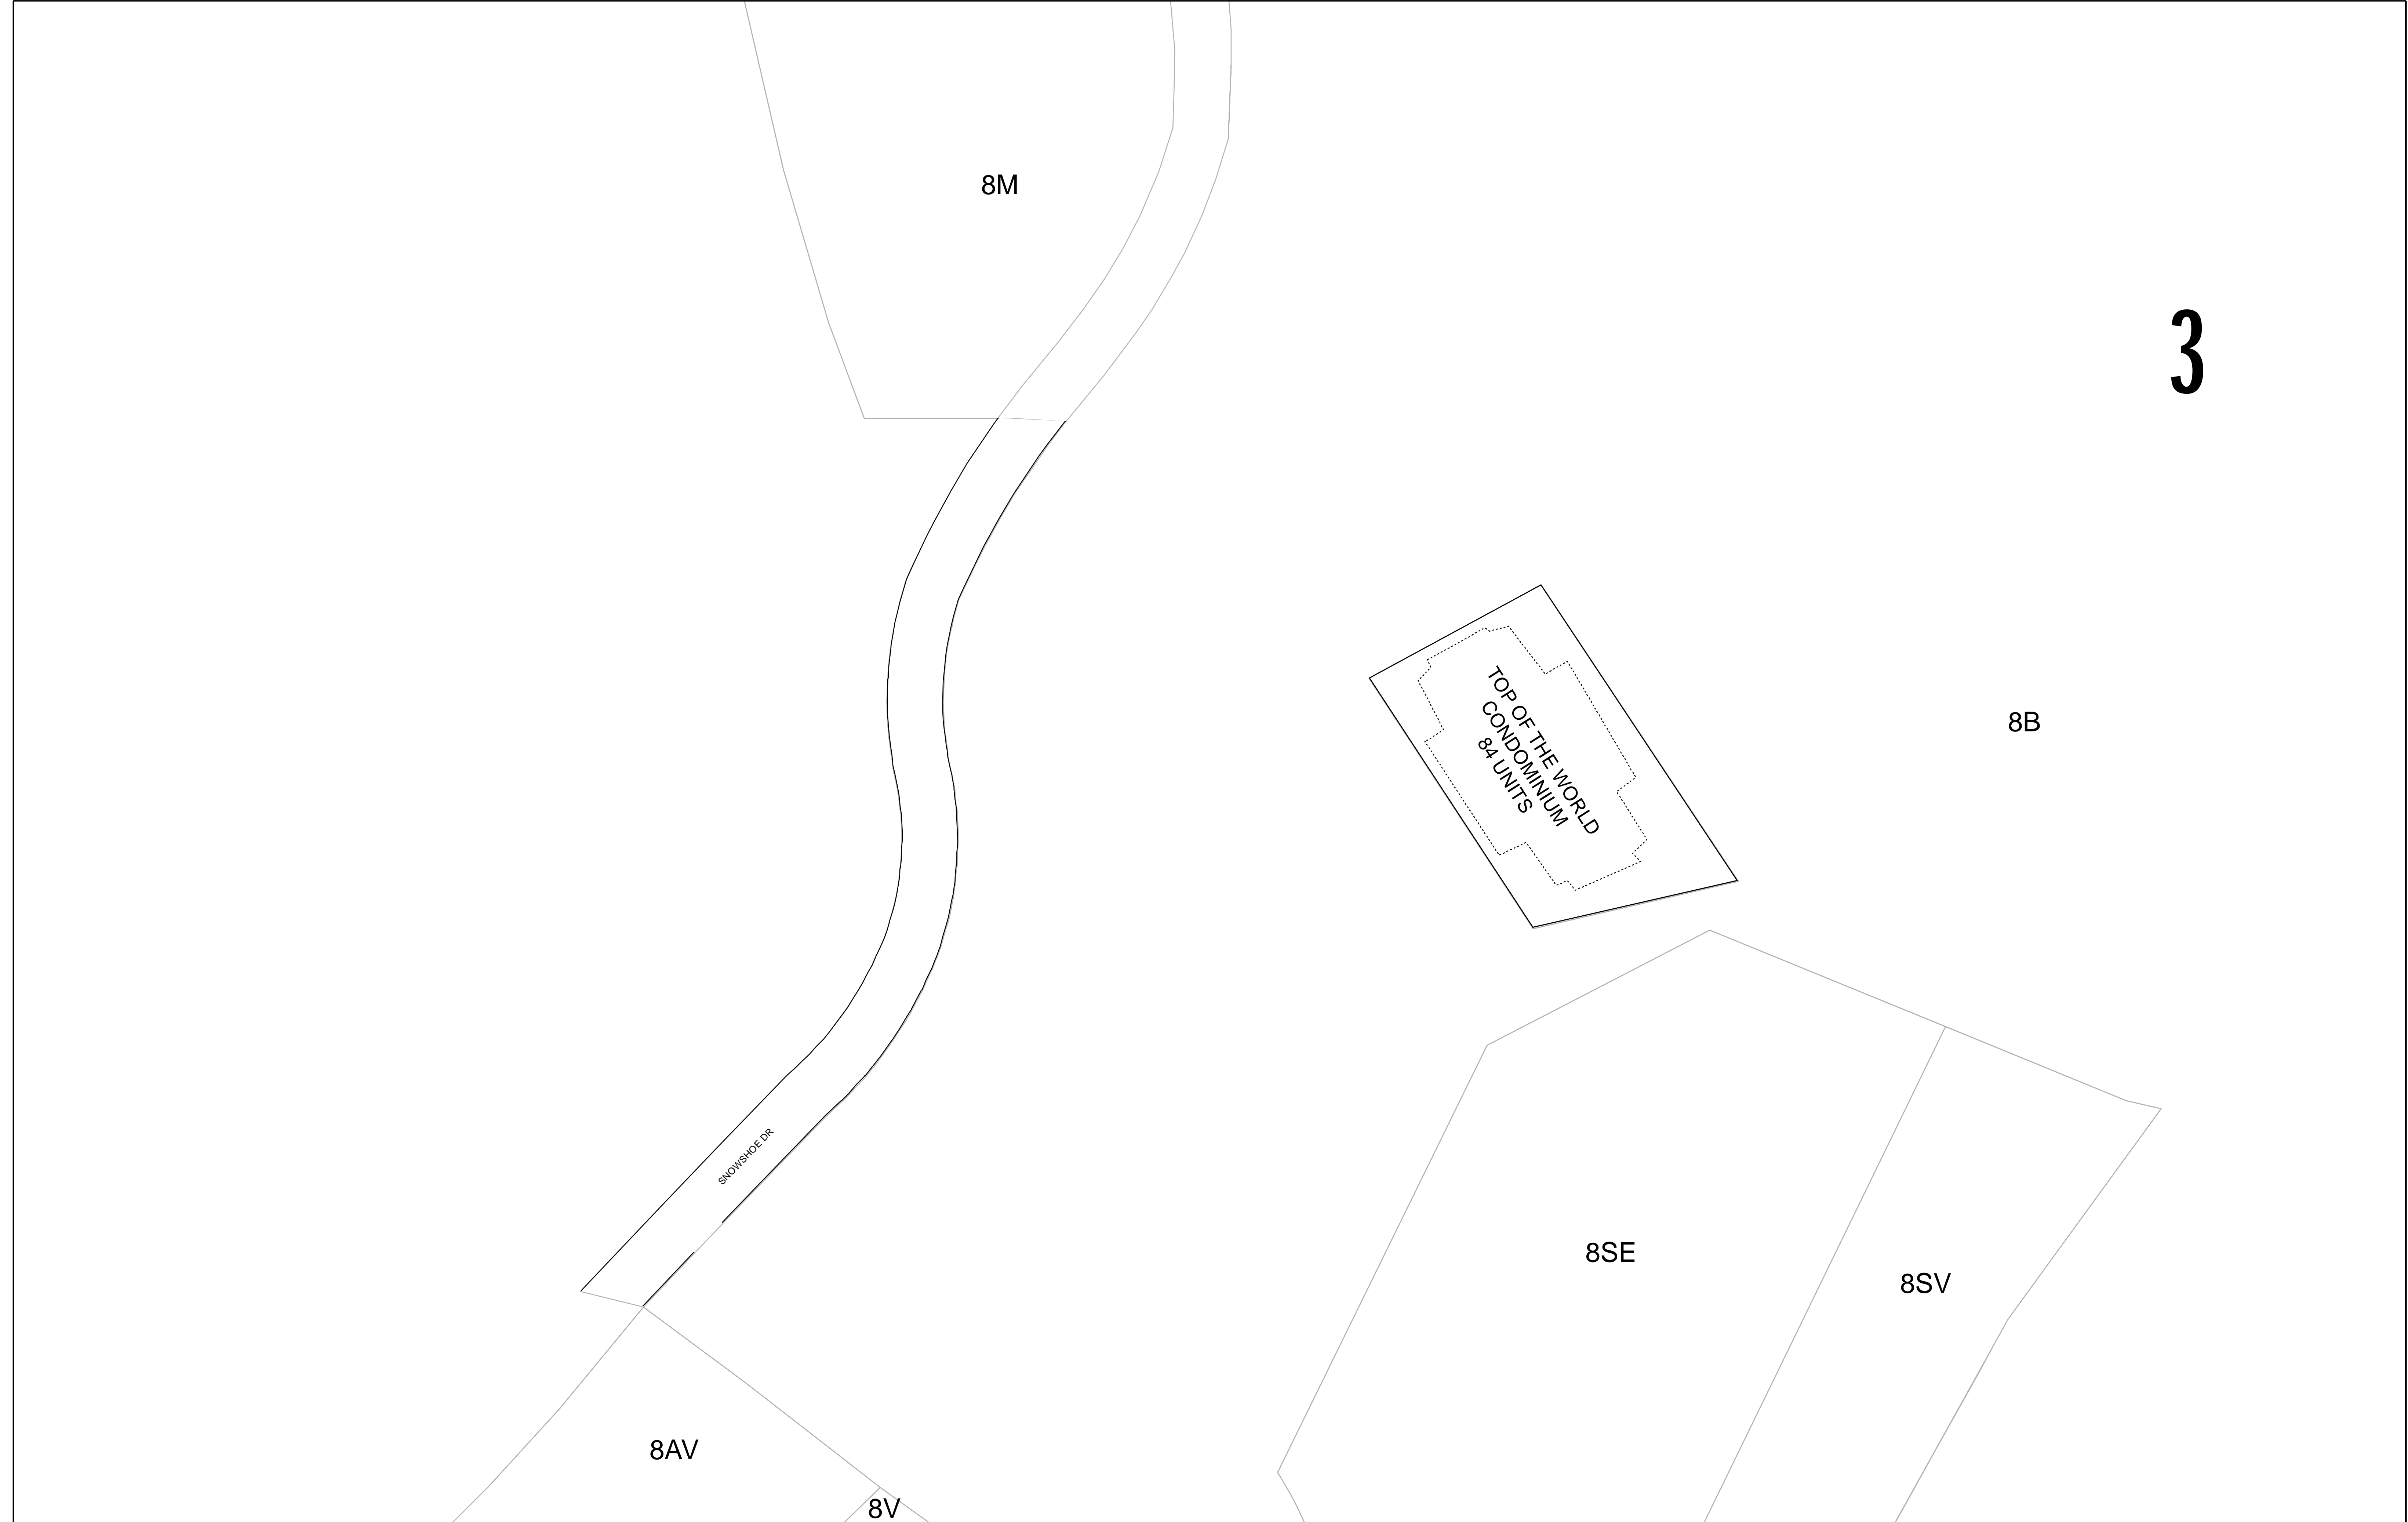 8M
3
TOP OF THE WORLD
CONDOMINIUM
84 UNITS
8B
SNOWSHOE DR
8SE
8SV
8AV
8V